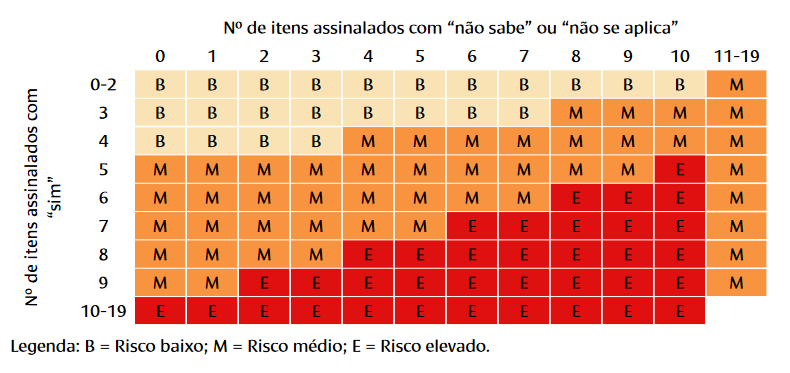 Nº de itens assinalados com “não sabe” ou “não se aplica”
0 1 2 3 4 5 6 7 8 9 10 11-19
Nº de itens assinalados com
“sim”
0-2 B B B B B B B B B B B M
3 B B B B B B B B M M M M
4 B B B B M M M M M M M M
5 M M M M M M M M M M E M
6 M M M M M M M M E E E M
7 M M M M M M E E E E E M
8 M M M M E E E E E E E M
9 M M E E E E E E E E E M
10-19 E E E E E E E E E E E
Legenda: B = Risco baixo; M = Risco médio; E = Risco elevado.